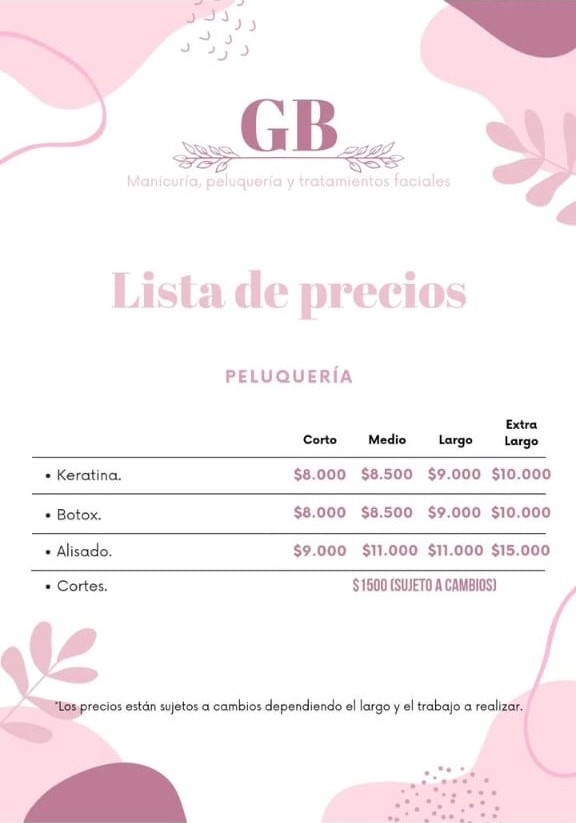 GB
Manicuría, peluquería y tratamientos faciales
Lista de precios
PELUQUERÍA
Corto Medio Largo Extra Largo
• Keratina. $8.000 $8.500 $9.000 $10.000
• Botox. $8.000 $8.500 $9.000 $10.000
• Alisado. $9.000 $11.000 $11.000 $15.000
• Cortes. $1500 (SUJETO A CAMBIOS)
*Los precios están sujetos a cambios dependiendo el largo y el trabajo a realizar.